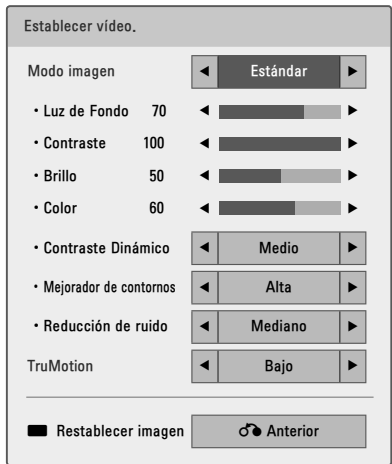 Establecer vídeo.
Modo imagen ◄ Estándar ►
• Luz de Fondo 70
• Contraste 100
• Brillo 50
• Color 60
• Contraste Dinámico ◄ Medio ►
• Mejorador de contornos ◄ Alta ►
• Reducción de ruido ◄ Mediano ►
TruMotion ◄ Bajo ►
Restablecer imagen Anterior